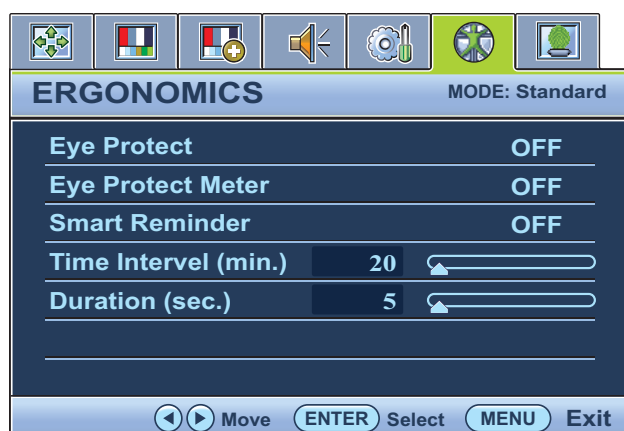 ERGONOMICS MODE: Standard
Eye Protect OFF
Eye Protect Meter OFF
Smart Reminder OFF
Time Intervel (min.) 20
Duration (sec.) 5
Move ENTER Select MENU Exit